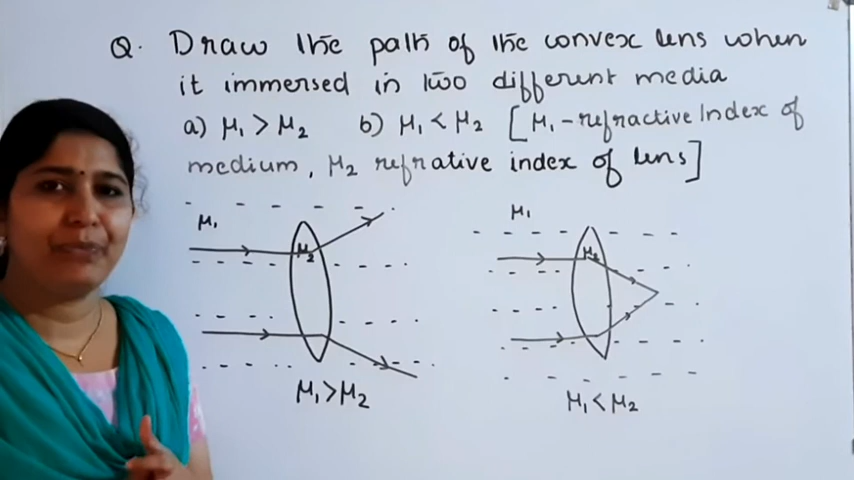 Q. Draw the path of the convex lens when
it immersed in two different media
a) μ₁ > μ₂ b) μ₁ < μ₂ [μ₁ - refractive Index of
medium, μ₂ refrative index of lens]
μ₁
μ₂
μ₁ > μ₂
μ₁
μ₂
μ₁ < μ₂